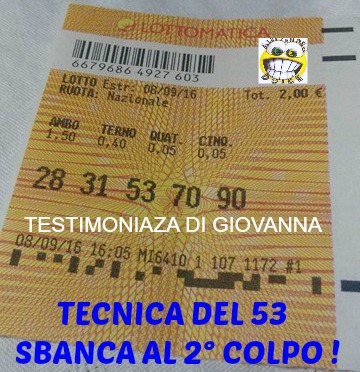 LOTTOMATICA
6679686 4927 603
LOTTO Estr: 08/09/16 Tot. 2,00 €
RUOTA: Nazionale
AMBO TERNO QUAT. CINQ.
1,50 0,40 0,05 0,05
28 31 53 70 90
TESTIMONIAZA DI GIOVANNA
08/09/16 16:05 MI6410 1 107 1172 #1
TECNICA DEL 53
SBANCA AL 2° COLPO !